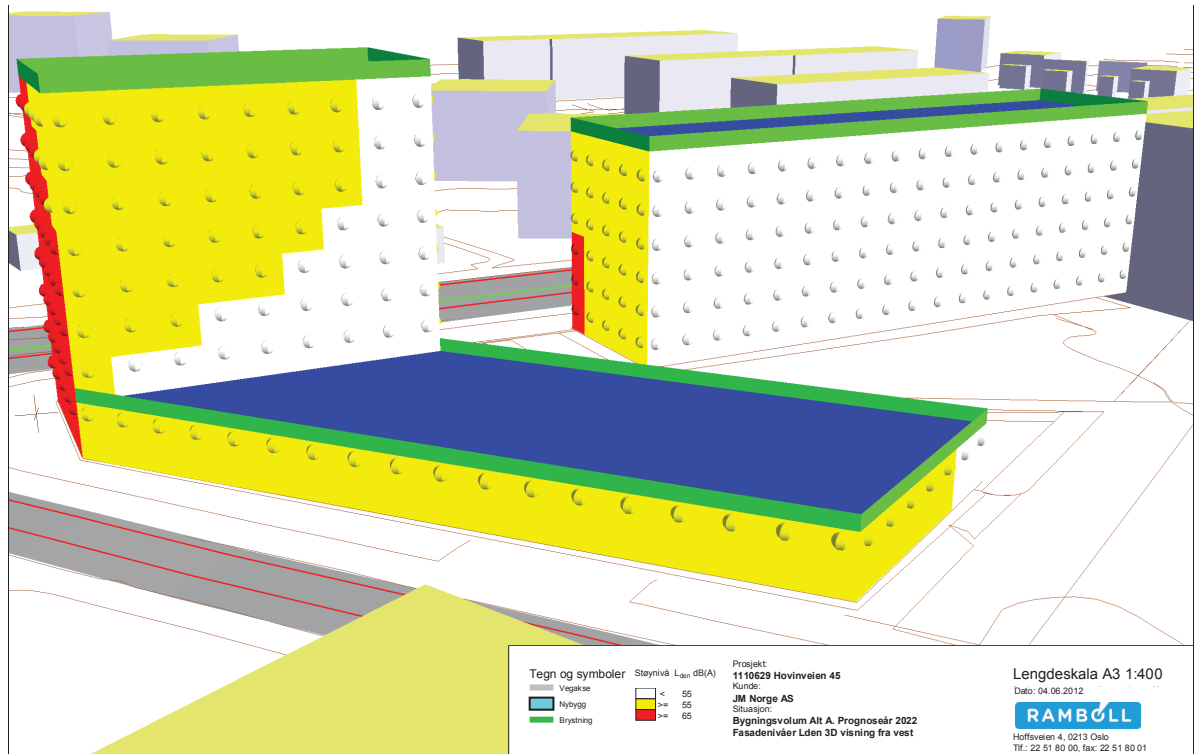 Tegn og symboler
Vegakse
Nybygg
Brystning
Støynivå Lden dB(A)
< 55
>= 55
>= 65
Prosjekt:
1110629 Hovinveien 45
Kunde:
JM Norge AS
Situasjon:
Bygningsvolum Alt A. Prognoseår 2022
Fasadenivåer Lden 3D visning fra vest
Lengdeskala A3 1:400
Dato: 04.06.2012
RAMBOLL
Hoffsveien 4, 0213 Oslo
Tlf.: 22 51 80 00, fax: 22 51 80 01